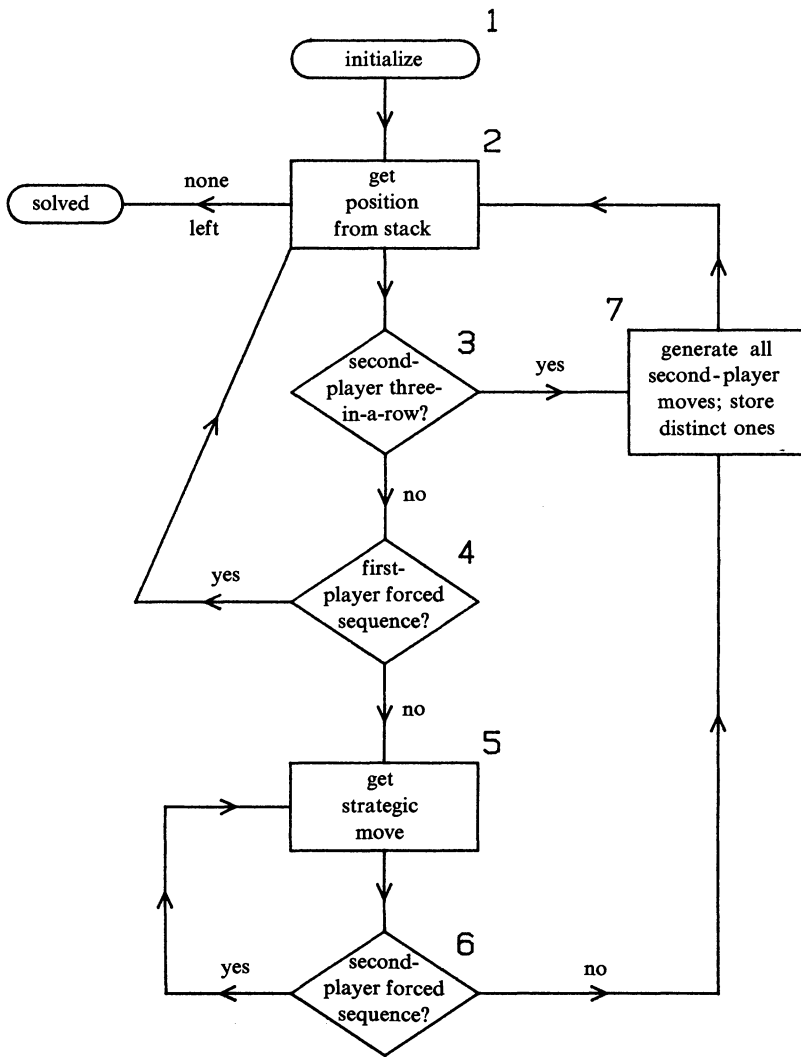 1
initialize
2
get
position
from stack
none
left
solved
3
second-
player three-
in-a-row?
yes
7
generate all
second-player
moves; store
distinct ones
no
4
first-
player forced
sequence?
yes
no
5
get
strategic
move
6
second-
player forced
sequence?
yes
no